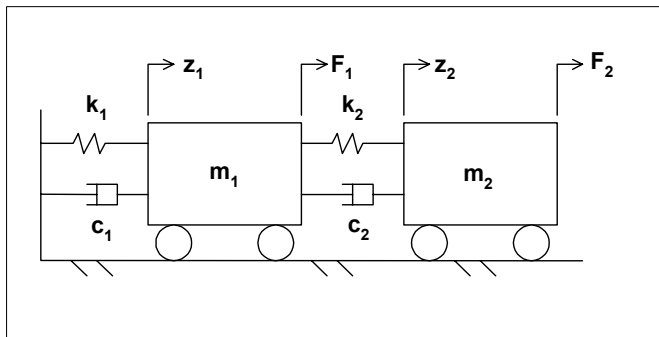 z₁ F₁ z₂ F₂
k₁ k₂
m₁ m₂
c₁ c₂